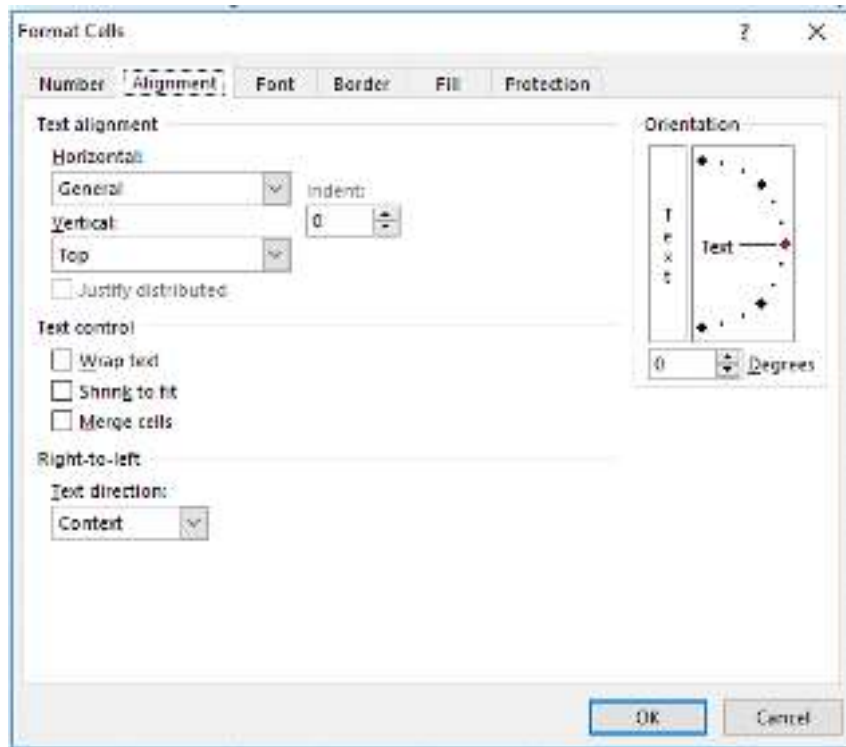 Format Cells ? X
Number Alignment Font Border Fill Protection
Text alignment
Horizontal:
General
Indent:
0
Vertical:
Top
Justify distributed
Text control
Wrap text
Shrink to fit
Merge cells
Right-to-left
Text direction:
Context
Orientation
Text
Text
0 Degrees
OK Cancel